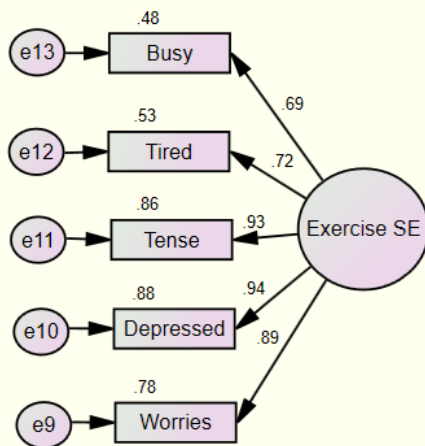 .48
e13
Busy
.69
.53
e12
Tired
.72
.86
e11
Tense
.93
Exercise SE
.88
e10
Depressed
.94
.89
.78
e9
Worries